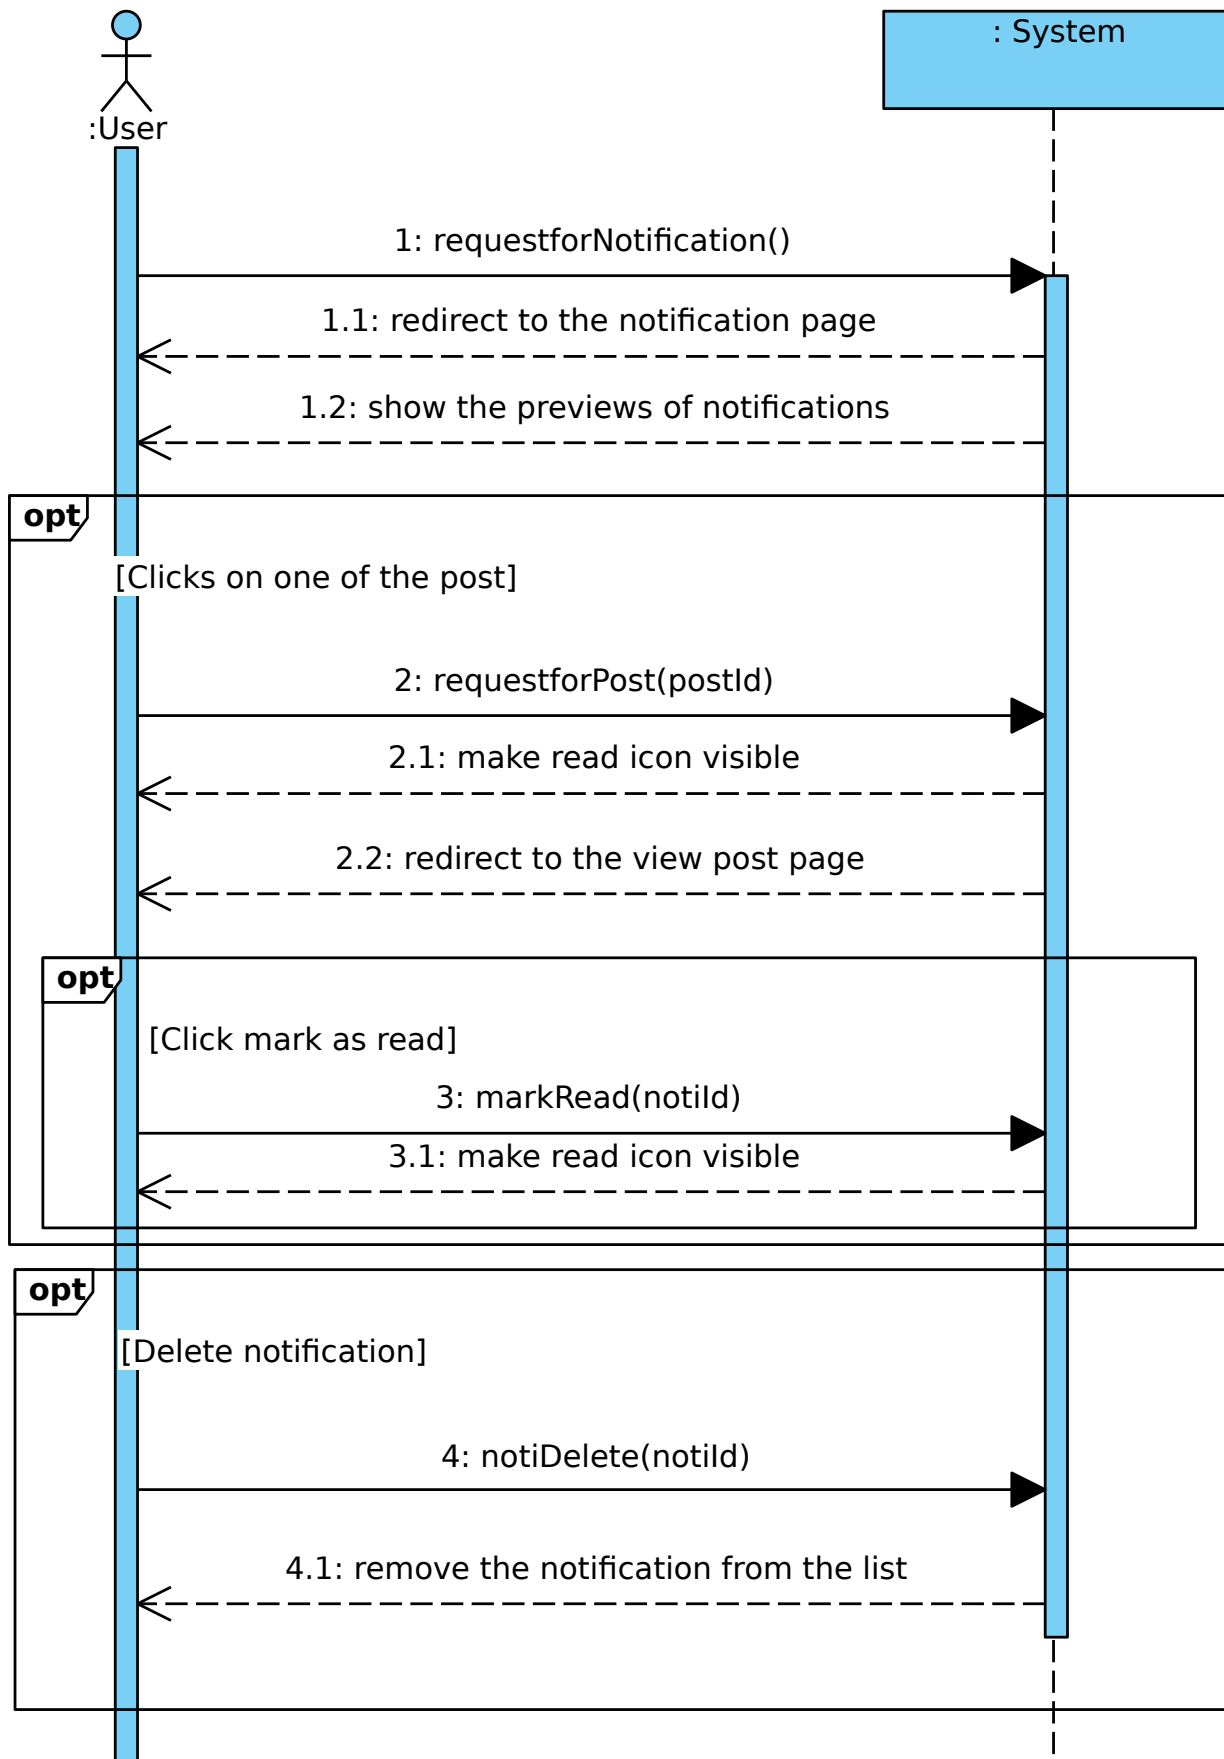 : System
:User
1: requestforNotification()
1.1: redirect to the notification page
1.2: show the previews of notifications
opt
[Clicks on one of the post]
2: requestforPost(postId)
2.1: make read icon visible
2.2: redirect to the view post page
opt
[Click mark as read]
3: markRead(notiId)
3.1: make read icon visible
opt
[Delete notification]
4: notiDelete(notiId)
4.1: remove the notification from the list